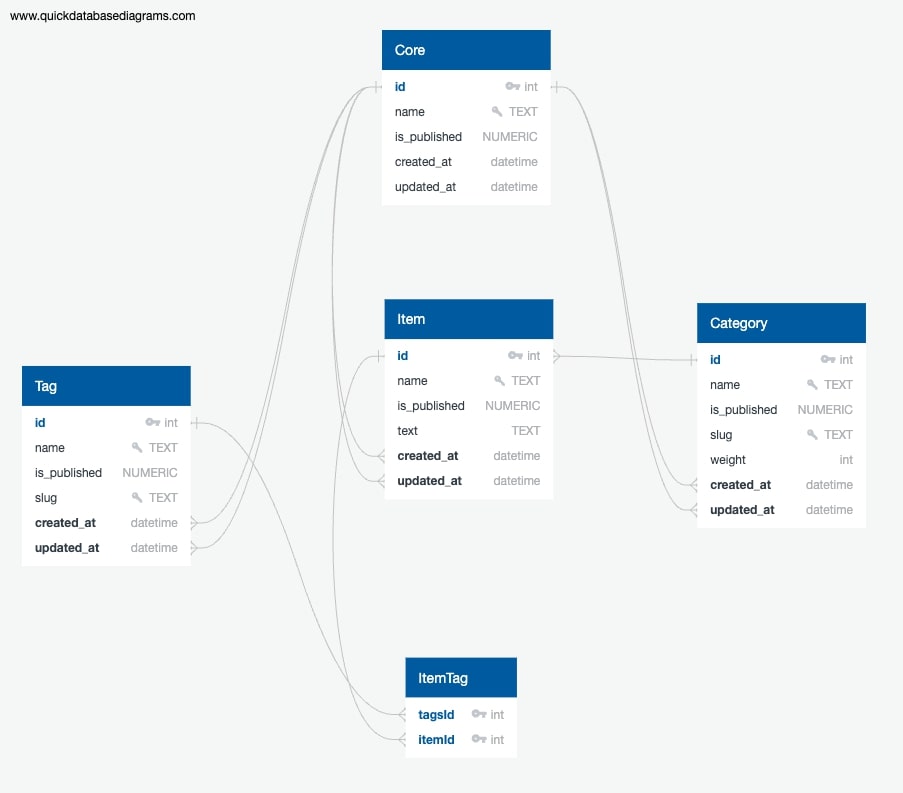 www.quickdatabasediagrams.com
Core
id int
name TEXT
is_published NUMERIC
created_at datetime
updated_at datetime
Item
id int
name TEXT
is_published NUMERIC
text TEXT
created_at datetime
updated_at datetime
Category
id int
name TEXT
is_published NUMERIC
slug TEXT
weight int
created_at datetime
updated_at datetime
Tag
id int
name TEXT
is_published NUMERIC
slug TEXT
created_at datetime
updated_at datetime
ItemTag
tagsId int
itemId int